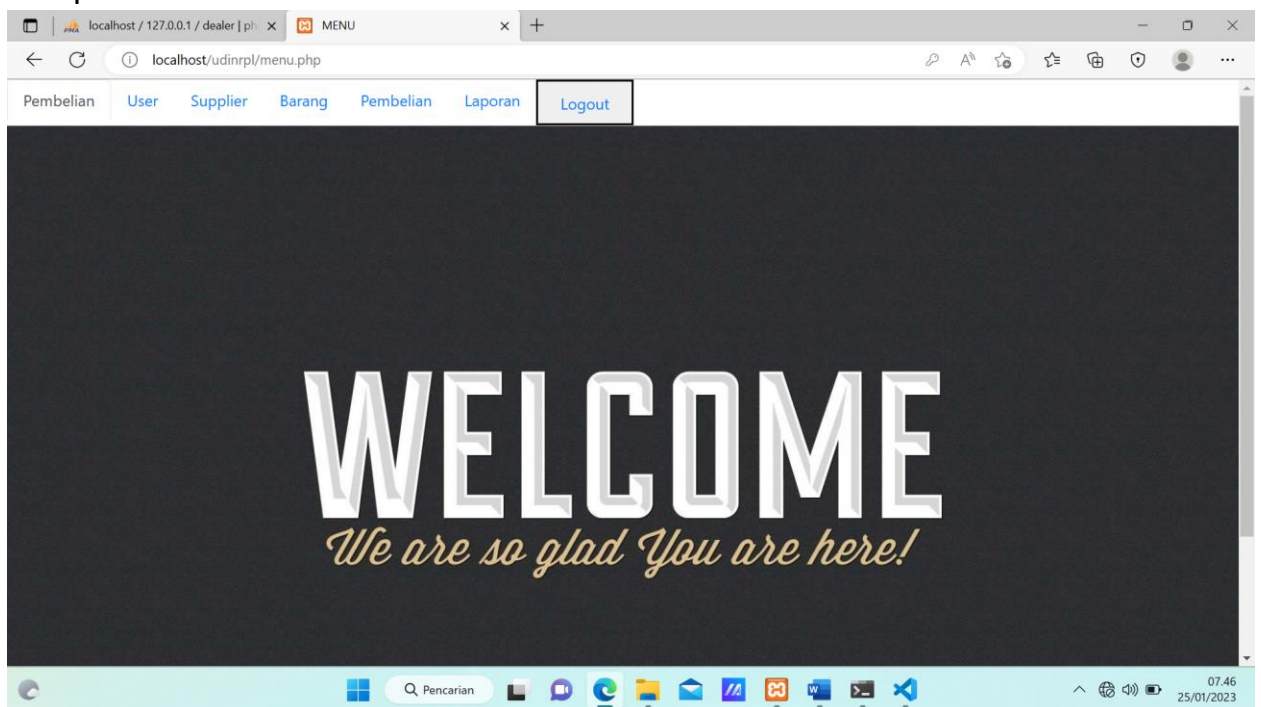 localhost / 127.0.0.1 / dealer | ph
MENU
localhost/udinrpl/menu.php
Pembelian User Supplier Barang Pembelian Laporan Logout
WELCOME
We are so glad You are here!
Pencarian
07.46
25/01/2023